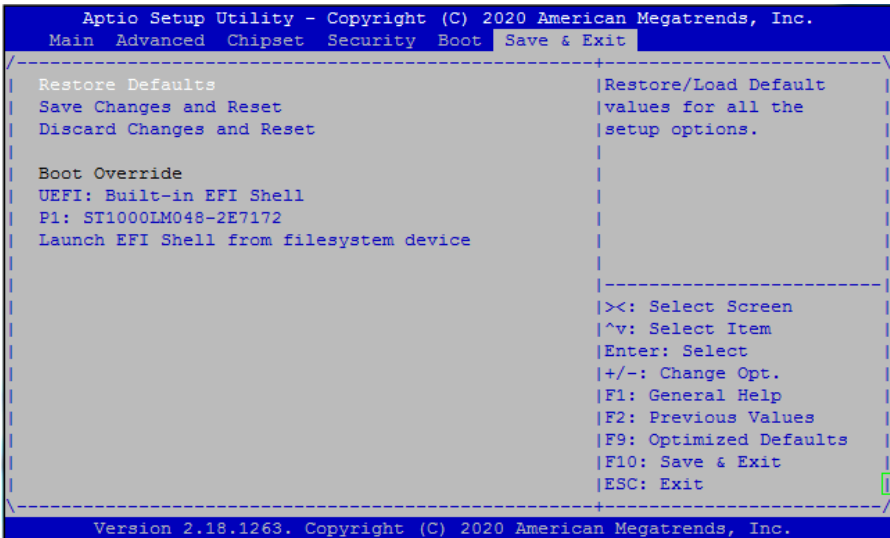 Aptio Setup Utility – Copyright (C) 2020 American Megatrends, Inc.
Main Advanced Chipset Security Boot Save & Exit
Restore Defaults
Save Changes and Reset
Discard Changes and Reset
Boot Override
UEFI: Built-in EFI Shell
P1: ST1000LM048-2E7172
Launch EFI Shell from filesystem device
Restore/Load Default
values for all the
setup options.
><: Select Screen
^v: Select Item
Enter: Select
+/-: Change Opt.
F1: General Help
F2: Previous Values
F9: Optimized Defaults
F10: Save & Exit
ESC: Exit
Version 2.18.1263. Copyright (C) 2020 American Megatrends, Inc.